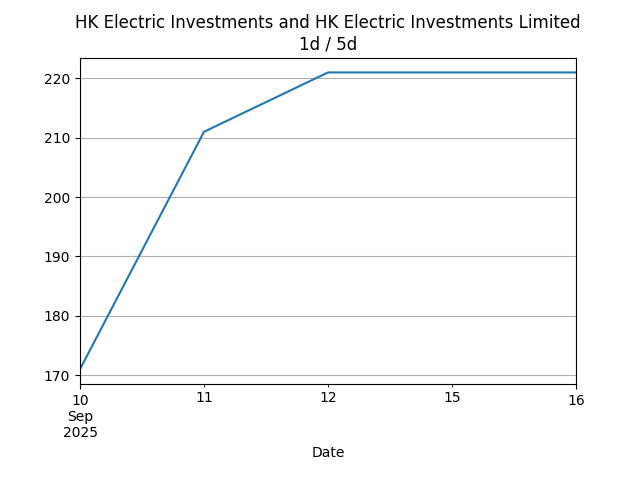 HK Electric Investments and HK Electric Investments Limited
1d / 5d
220
210
200
190
180
170
10 11 12 15 16
Sep
2025
Date